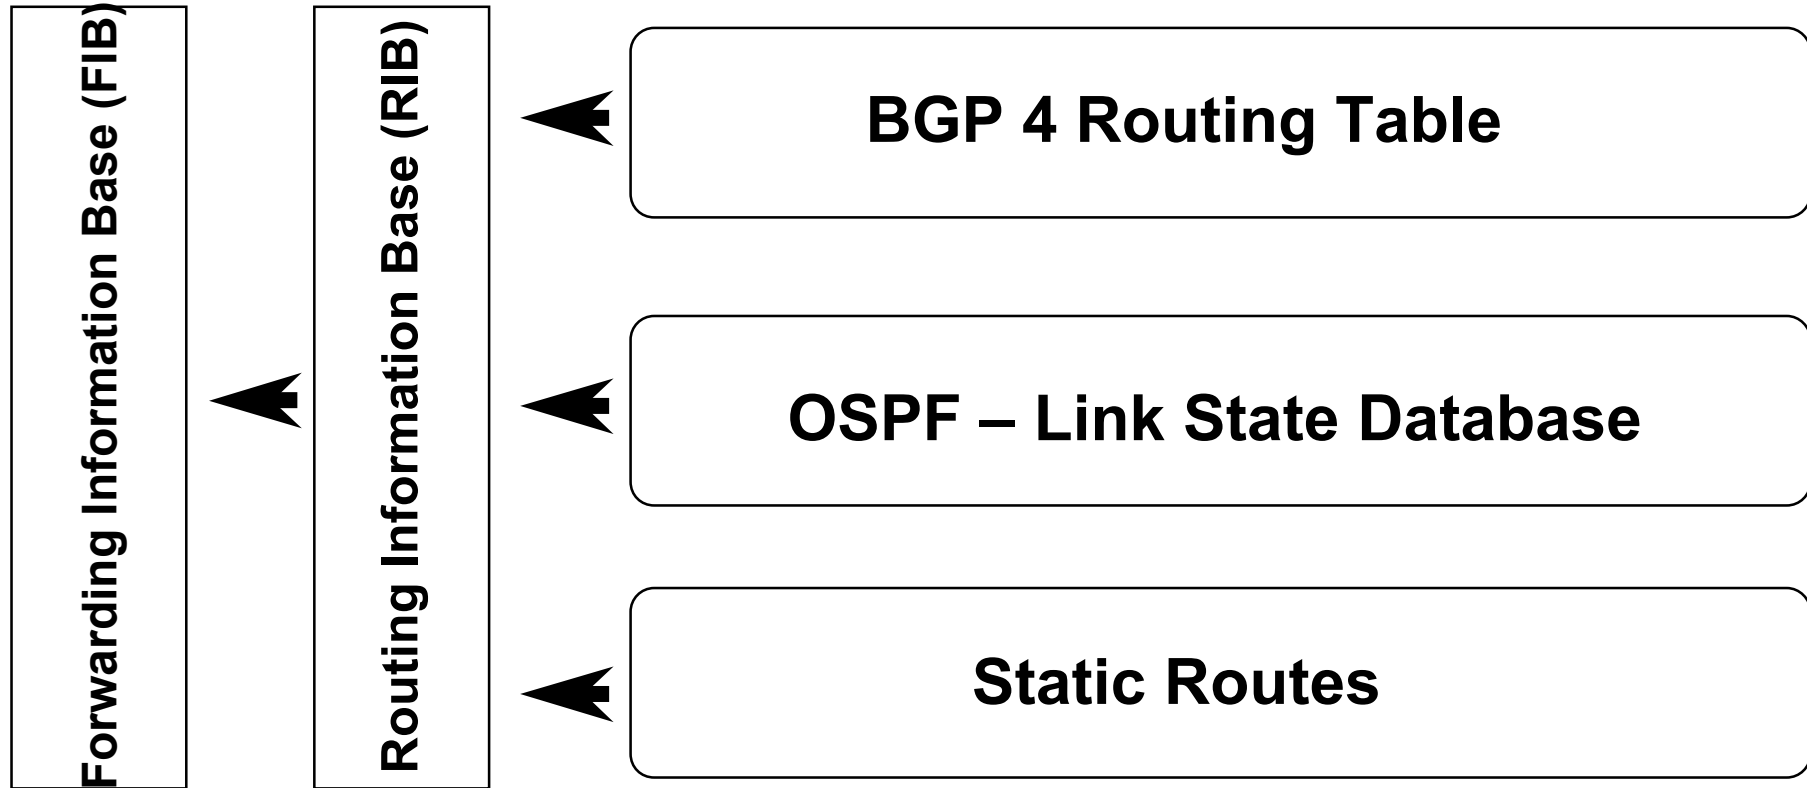 Forwarding Information Base (FIB)
Routing Information Base (RIB)
BGP 4 Routing Table
OSPF – Link State Database
Static Routes